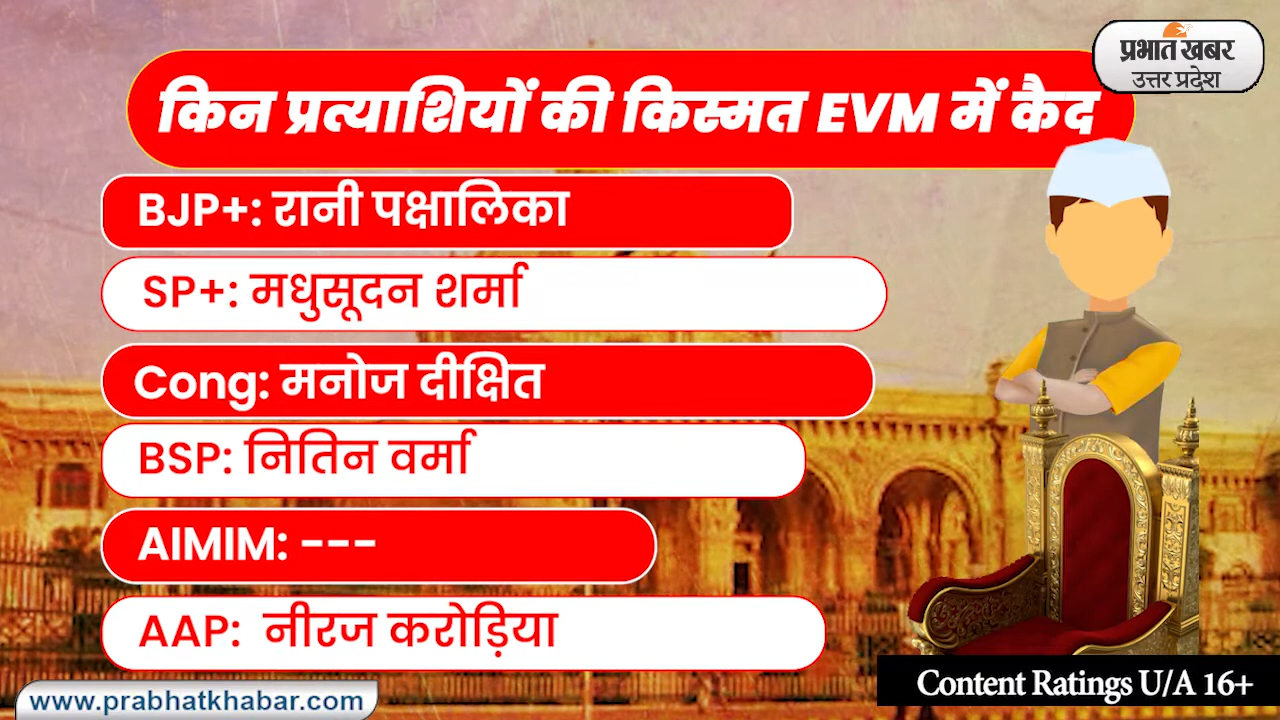 प्रभात खबर
उत्तर प्रदेश
किन प्रत्याशियों की किस्मत EVM में कैद
BJP+: रानी पक्षालिका
SP+: मधुसूदन शर्मा
Cong: मनोज दीक्षित
BSP: नितिन वर्मा
AIMIM: ---
AAP: नीरज करोड़िया
Content Ratings U/A 16+
www.prabhatkhabar.com